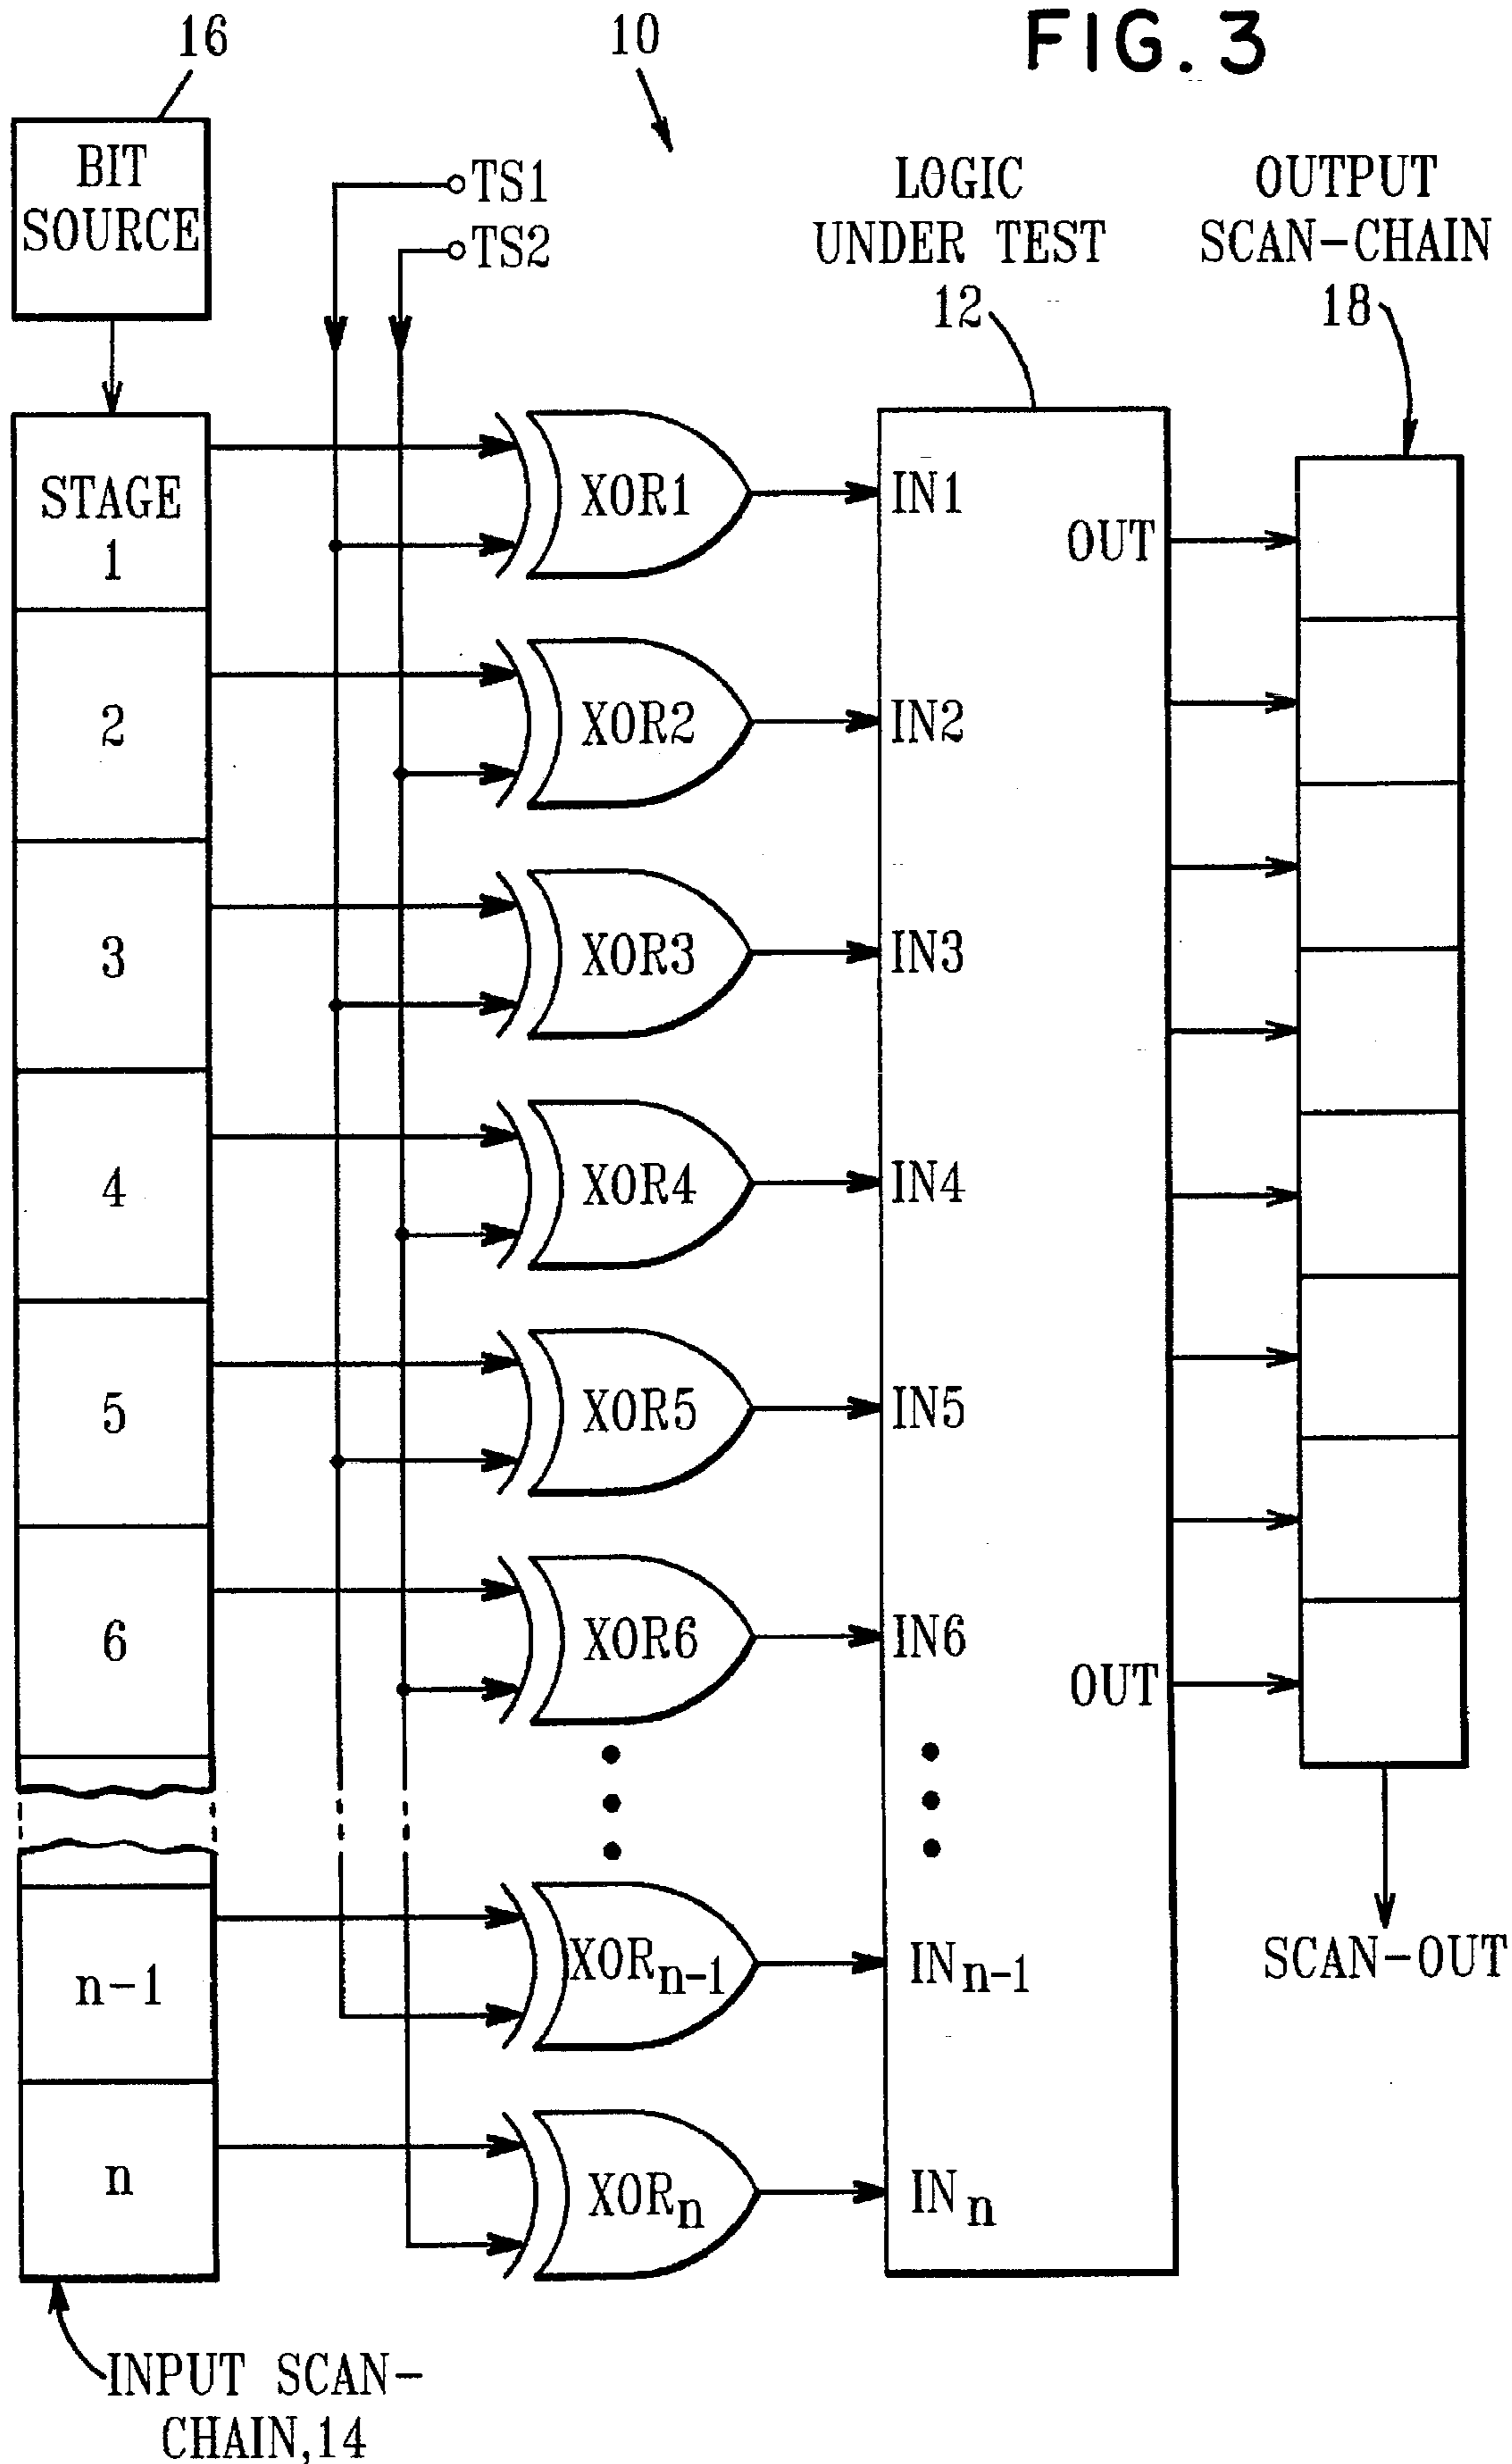 FIG. 3
16
10
BIT
SOURCE
TS1
TS2
LOGIC
UNDER TEST
12
OUTPUT
SCAN-CHAIN
18
STAGE
1
XOR1
IN1
OUT
2
XOR2
IN2
3
XOR3
IN3
4
XOR4
IN4
5
XOR5
IN5
6
XOR6
IN6
OUT
n-1
XORn-1
INn-1
SCAN-OUT
n
XORn
INn
INPUT SCAN-
CHAIN,14